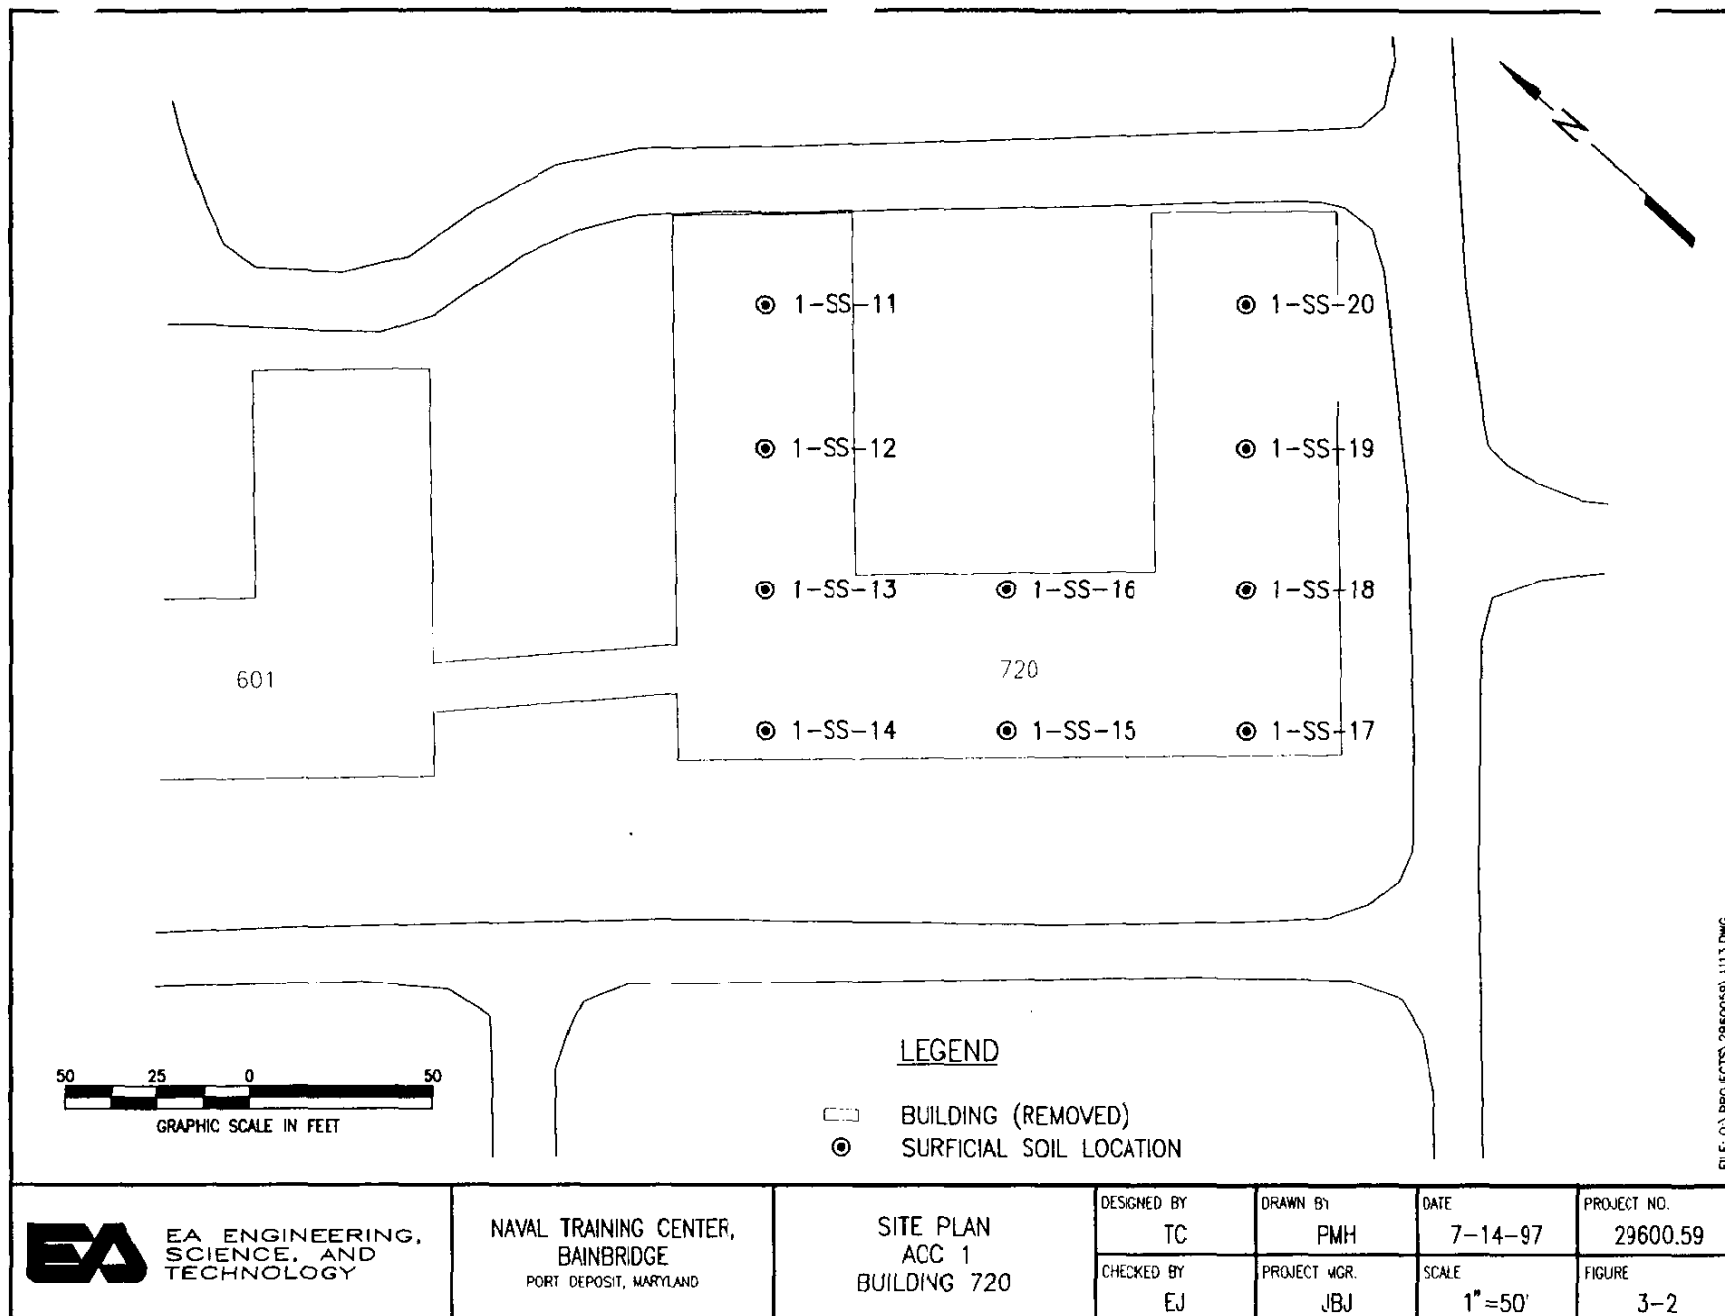 N
1-SS-11
1-SS-20
1-SS-12
1-SS-19
1-SS-13
1-SS-16
1-SS-18
601
720
1-SS-14
1-SS-15
1-SS-17
LEGEND
BUILDING (REMOVED)
SURFICIAL SOIL LOCATION
50 25 0 50
GRAPHIC SCALE IN FEET
EA
EA ENGINEERING,
SCIENCE, AND
TECHNOLOGY
NAVAL TRAINING CENTER,
BAINBRIDGE
PORT DEPOSIT, MARYLAND
SITE PLAN
ACC 1
BUILDING 720
DESIGNED BY
TC
DRAWN BY
PMH
DATE
7-14-97
PROJECT NO.
29600.59
CHECKED BY
EJ
PROJECT MGR.
JBJ
SCALE
1"=50'
FIGURE
3-2